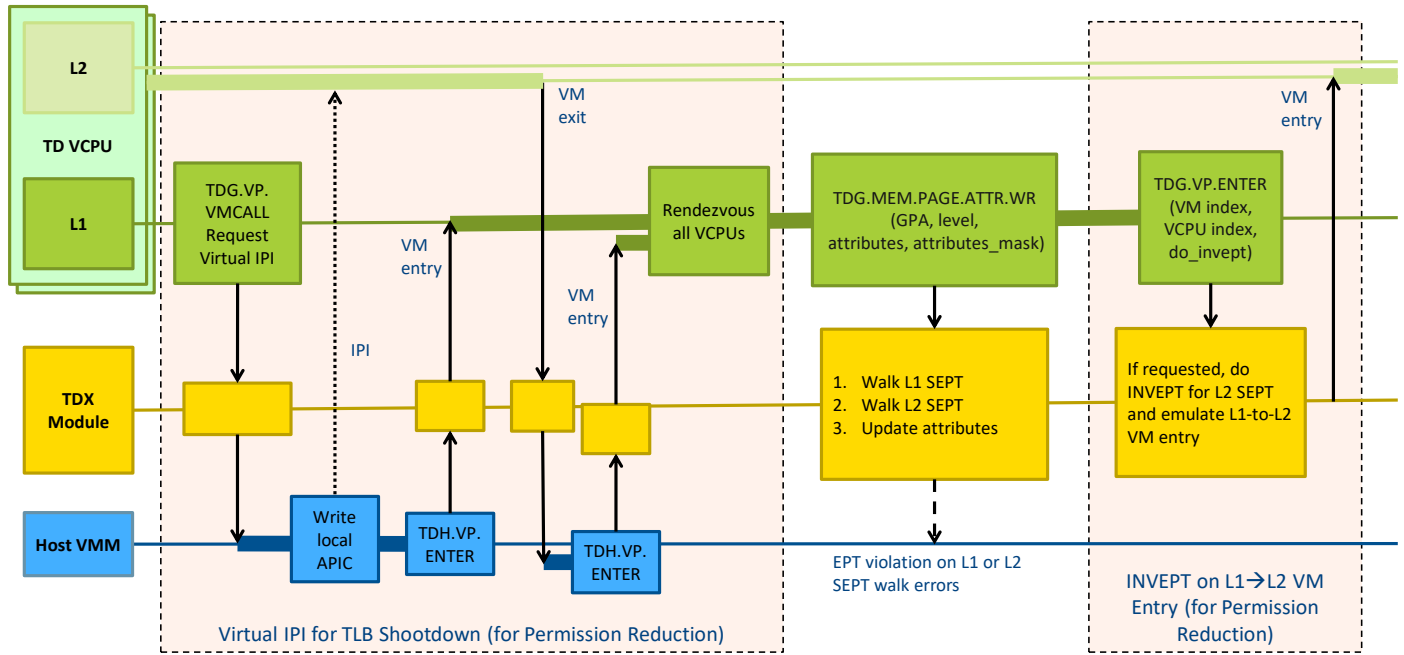 L2
TD VCPU
L1
TDX
Module
Host VMM
TDG.VP.
VMCALL
Request
Virtual IPI
IPI
Write
local
APIC
VM
entry
TDH.VP.
ENTER
VM
exit
VM
entry
TDH.VP.
ENTER
Rendezvous
all VCPUs
Virtual IPI for TLB Shootdown (for Permission Reduction)
TDG.MEM.PAGE.ATTR.WR
(GPA, level,
attributes, attributes_mask)
1. Walk L1 SEPT
2. Walk L2 SEPT
3. Update attributes
EPT violation on L1 or L2
SEPT walk errors
TDG.VP.ENTER
(VM index,
VCPU index,
do_invept)
If requested, do
INVEPT for L2 SEPT
and emulate L1-to-L2
VM entry
VM
entry
INVEPT on L1→L2 VM
Entry (for Permission
Reduction)